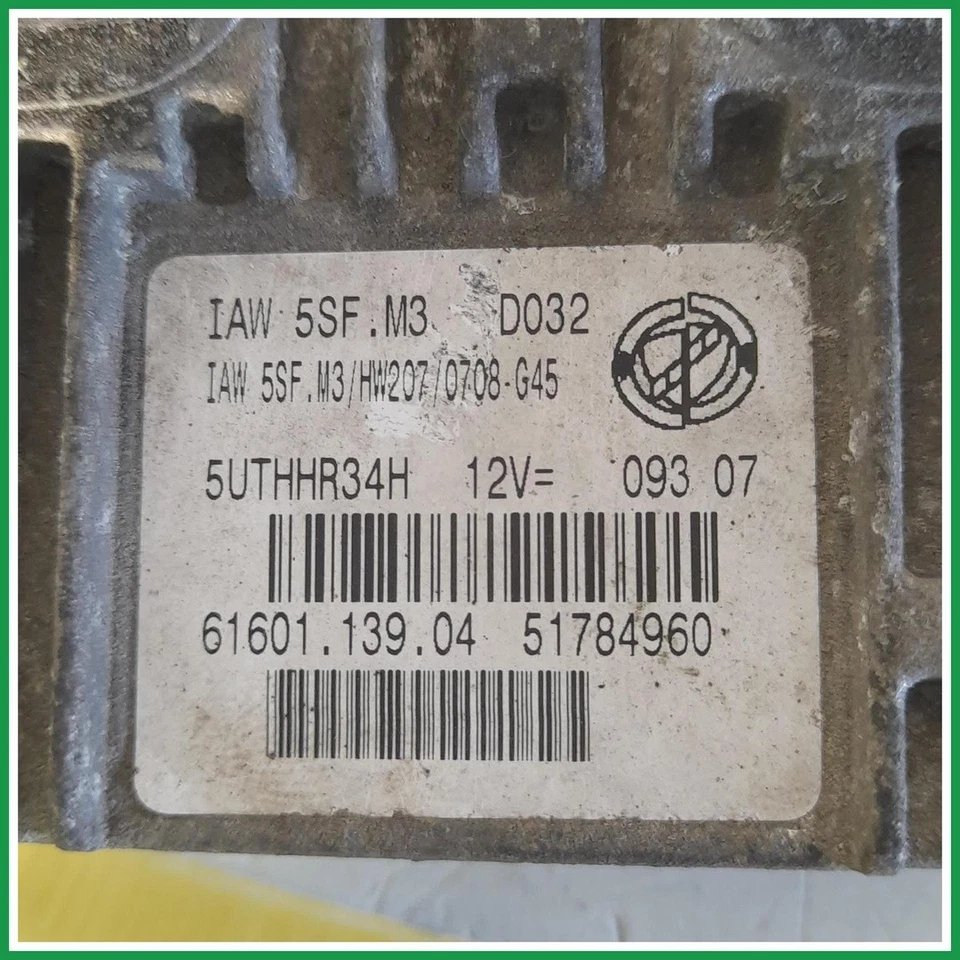 IAW 5SF.M3 D032
IAW 5SF.M3/HW207/0708-G45
5UTHHR34H 12V= 093 07
61601.139.04 51784960